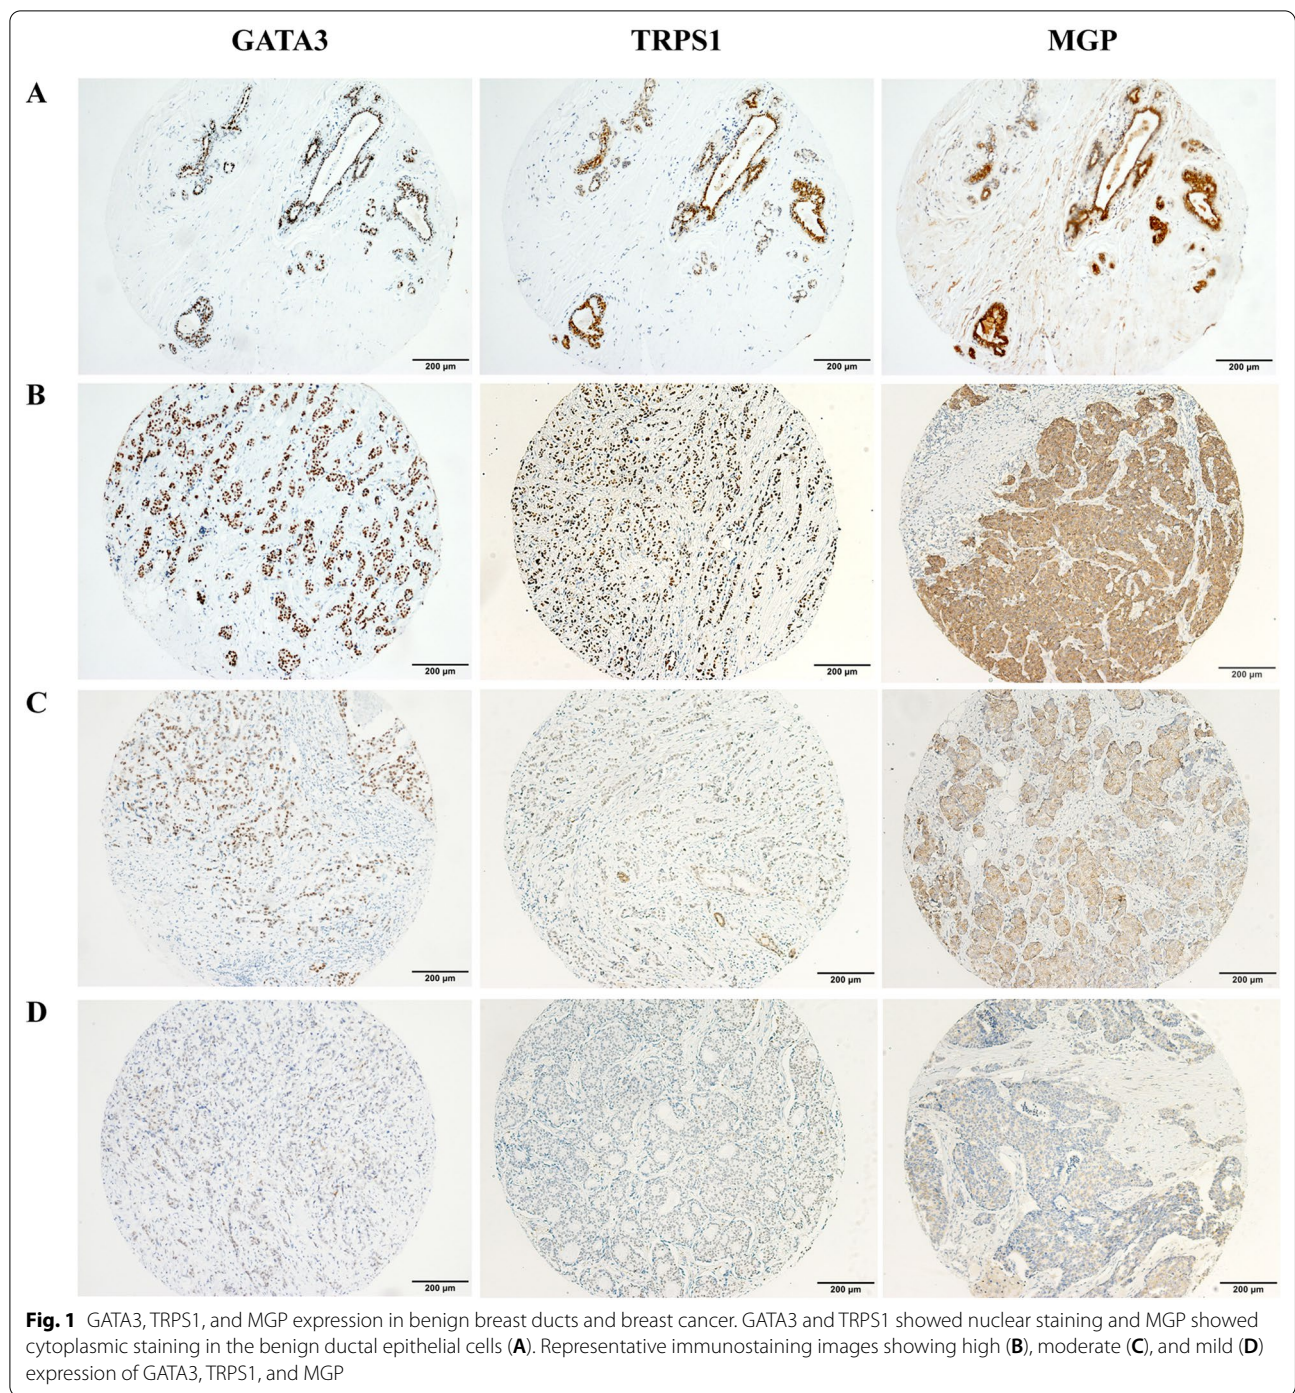 GATA3 TRPS1 MGP
A
200 µm 200 µm 200 µm
B
200 µm 200 µm 200 µm
C
200 µm 200 µm 200 µm
D
200 µm 200 µm 200 µm
Fig. 1 GATA3, TRPS1, and MGP expression in benign breast ducts and breast cancer. GATA3 and TRPS1 showed nuclear staining and MGP showed
cytoplasmic staining in the benign ductal epithelial cells (A). Representative immunostaining images showing high (B), moderate (C), and mild (D)
expression of GATA3, TRPS1, and MGP